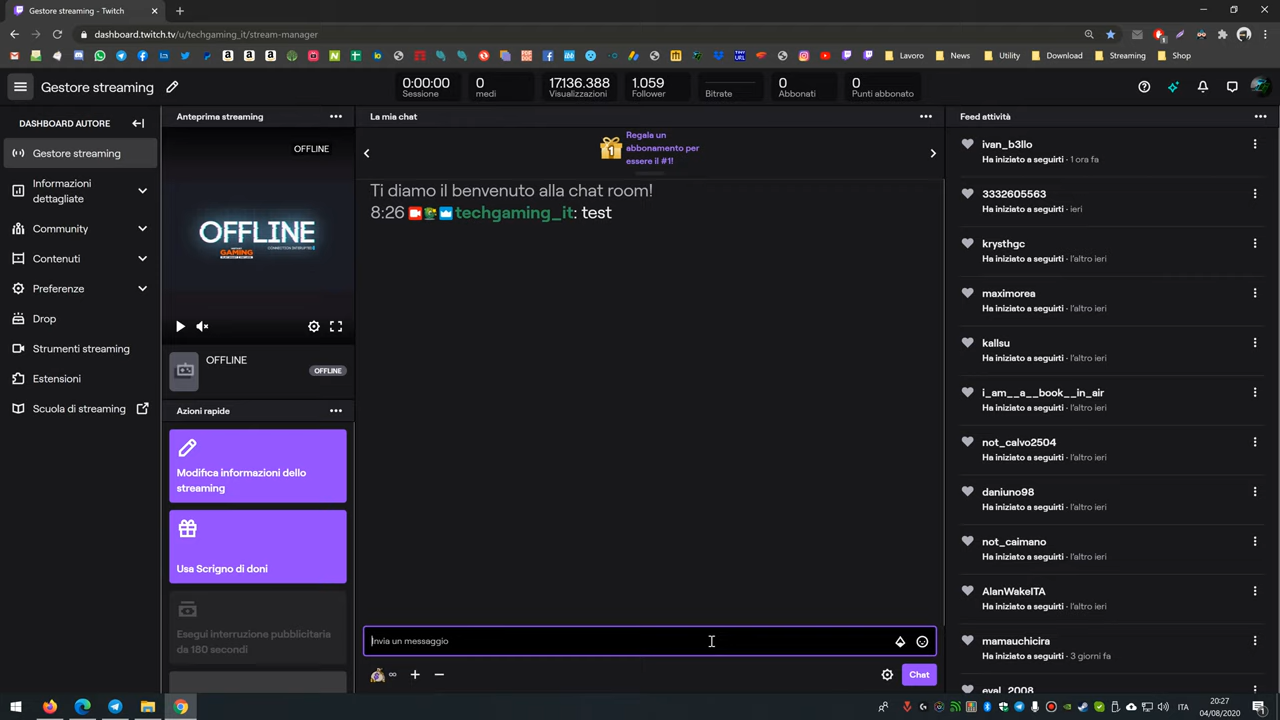 Gestore streaming - Twitch
dashboard.twitch.tv/u/techgaming_it/stream-manager
Lavoro
News
Utility
Download
Streaming
Shop
Gestore streaming
0:00:00
Sessione
0
medi
17.136.388
Visualizzazioni
1.059
Follower
Bitrate
0
Abbonati
0
Punti abbonato
DASHBOARD AUTORE
Gestore streaming
Informazioni
dettagliate
Community
Contenuti
Preferenze
Drop
Strumenti streaming
Estensioni
Scuola di streaming
Anteprima streaming
OFFLINE
OFFLINE
CONNECTION INTERRUPTED
GAMING
OFFLINE
OFFLINE
Azioni rapide
Modifica informazioni dello
streaming
Usa Scrigno di doni
Esegui interruzione pubblicitaria
da 180 secondi
La mia chat
1
Regala un
abbonamento per
essere il #1!
Ti diamo il benvenuto alla chat room!
8:26 techgaming_it: test
Invia un messaggio
Chat
Feed attività
ivan_b3llo
Ha iniziato a seguirti · 1 ora fa
3332605563
Ha iniziato a seguirti · ieri
krysthgc
Ha iniziato a seguirti · l'altro ieri
maximorea
Ha iniziato a seguirti · l'altro ieri
kallsu
Ha iniziato a seguirti · l'altro ieri
i_am__a__book__in_air
Ha iniziato a seguirti · l'altro ieri
not_calvo2504
Ha iniziato a seguirti · l'altro ieri
daniuno98
Ha iniziato a seguirti · l'altro ieri
not_caimano
Ha iniziato a seguirti · l'altro ieri
AlanWakeITA
Ha iniziato a seguirti · l'altro ieri
mamauchicira
Ha iniziato a seguirti · 3 giorni fa
eval_2008
ITA
20:27
04/08/2020